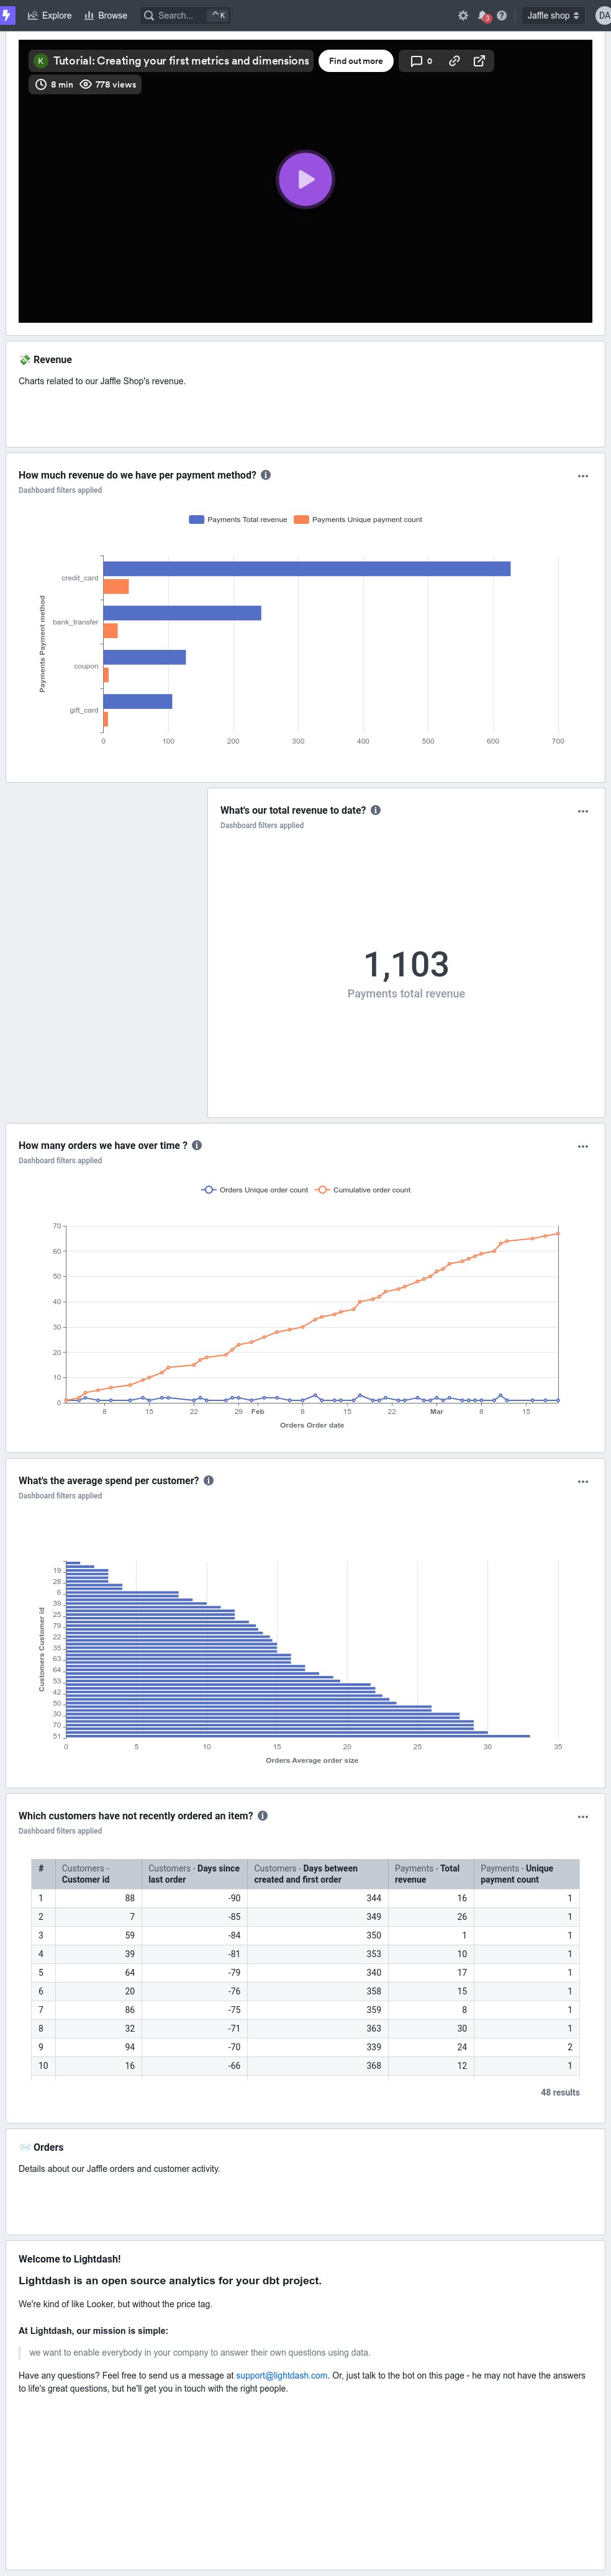 Explore Browse Search... ^ K 3 Jaffle shop DA
K Tutorial: Creating your first metrics and dimensions Find out more 0
8 min 778 views
💸 Revenue
Charts related to our Jaffle Shop's revenue.
How much revenue do we have per payment method?
Dashboard filters applied
Payments Total revenue Payments Unique payment count
Payments Payment method
credit_card
bank_transfer
coupon
gift_card
0 100 200 300 400 500 600 700
What's our total revenue to date?
Dashboard filters applied
1,103
Payments total revenue
How many orders we have over time ?
Dashboard filters applied
Orders Unique order count Cumulative order count
70
60
50
40
30
20
10
0
8 15 22 29 Feb 8 15 22 Mar 8 15
Orders Order date
What's the average spend per customer?
Dashboard filters applied
Customers Customer id
19
28
6
39
25
79
22
35
63
64
53
42
50
30
70
51
0 5 10 15 20 25 30 35
Orders Average order size
Which customers have not recently ordered an item?
Dashboard filters applied
# Customers - Customers - Days since Customers - Days between Payments - Total Payments - Unique
Customer id last order created and first order revenue payment count
1 88 -90 344 16 1
2 7 -85 349 26 1
3 59 -84 350 1 1
4 39 -81 353 10 1
5 64 -79 340 17 1
6 20 -76 358 15 1
7 86 -75 359 8 1
8 32 -71 363 30 1
9 94 -70 339 24 2
10 16 -66 368 12 1
48 results
📨 Orders
Details about our Jaffle orders and customer activity.
Welcome to Lightdash!
Lightdash is an open source analytics for your dbt project.
We're kind of like Looker, but without the price tag.
At Lightdash, our mission is simple:
we want to enable everybody in your company to answer their own questions using data.
Have any questions? Feel free to send us a message at support@lightdash.com. Or, just talk to the bot on this page - he may not have the answers
to life's great questions, but he'll get you in touch with the right people.